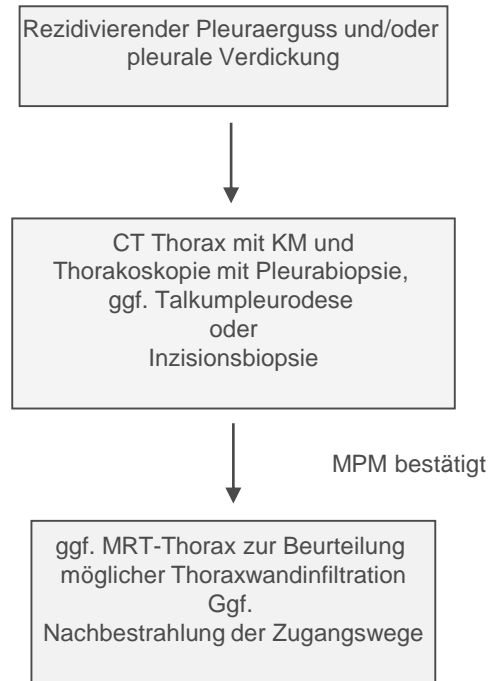 Rezidivierender Pleuraerguss und/oder
pleurale Verdickung
CT Thorax mit KM und
Thorakoskopie mit Pleurabiopsie,
ggf. Talkumpleurodese
oder
Inzisionsbiopsie
MPM bestätigt
ggf. MRT-Thorax zur Beurteilung
möglicher Thoraxwandinfiltration
Ggf.
Nachbestrahlung der Zugangswege